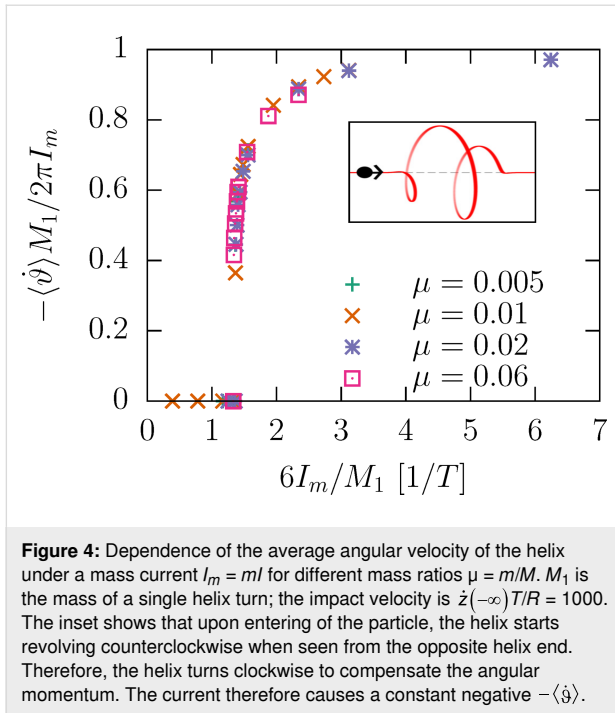 1
0.8
0.6
0.4
0.2
0
−⟨ϑ̇⟩M₁/2πIₘ
μ = 0.005
μ = 0.01
μ = 0.02
μ = 0.06
0 1 2 3 4 5 6 7
6Iₘ/M₁ [1/T]
Figure 4: Dependence of the average angular velocity of the helix
under a mass current Iₘ = mI for different mass ratios μ = m/M. M₁ is
the mass of a single helix turn; the impact velocity is ż(−∞)T/R = 1000.
The inset shows that upon entering of the particle, the helix starts
revolving counterclockwise when seen from the opposite helix end.
Therefore, the helix turns clockwise to compensate the angular
momentum. The current therefore causes a constant negative −⟨ϑ̇⟩.